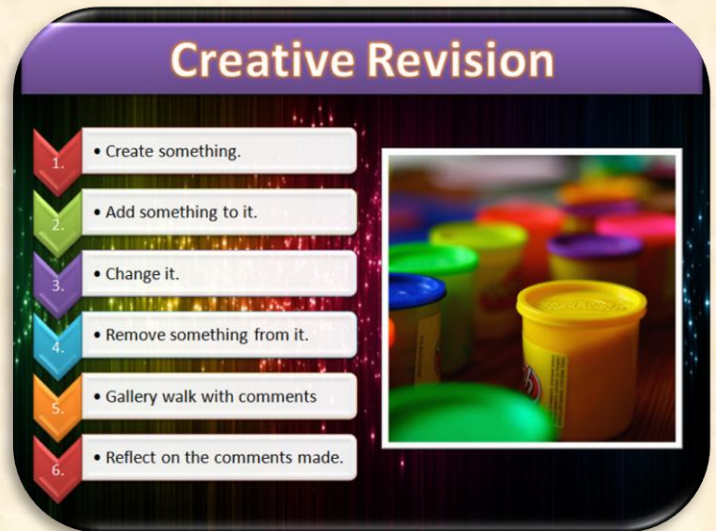 Creative Revision
1.
• Create something.
2.
• Add something to it.
3.
• Change it.
4.
• Remove something from it.
5.
• Gallery walk with comments
6.
• Reflect on the comments made.